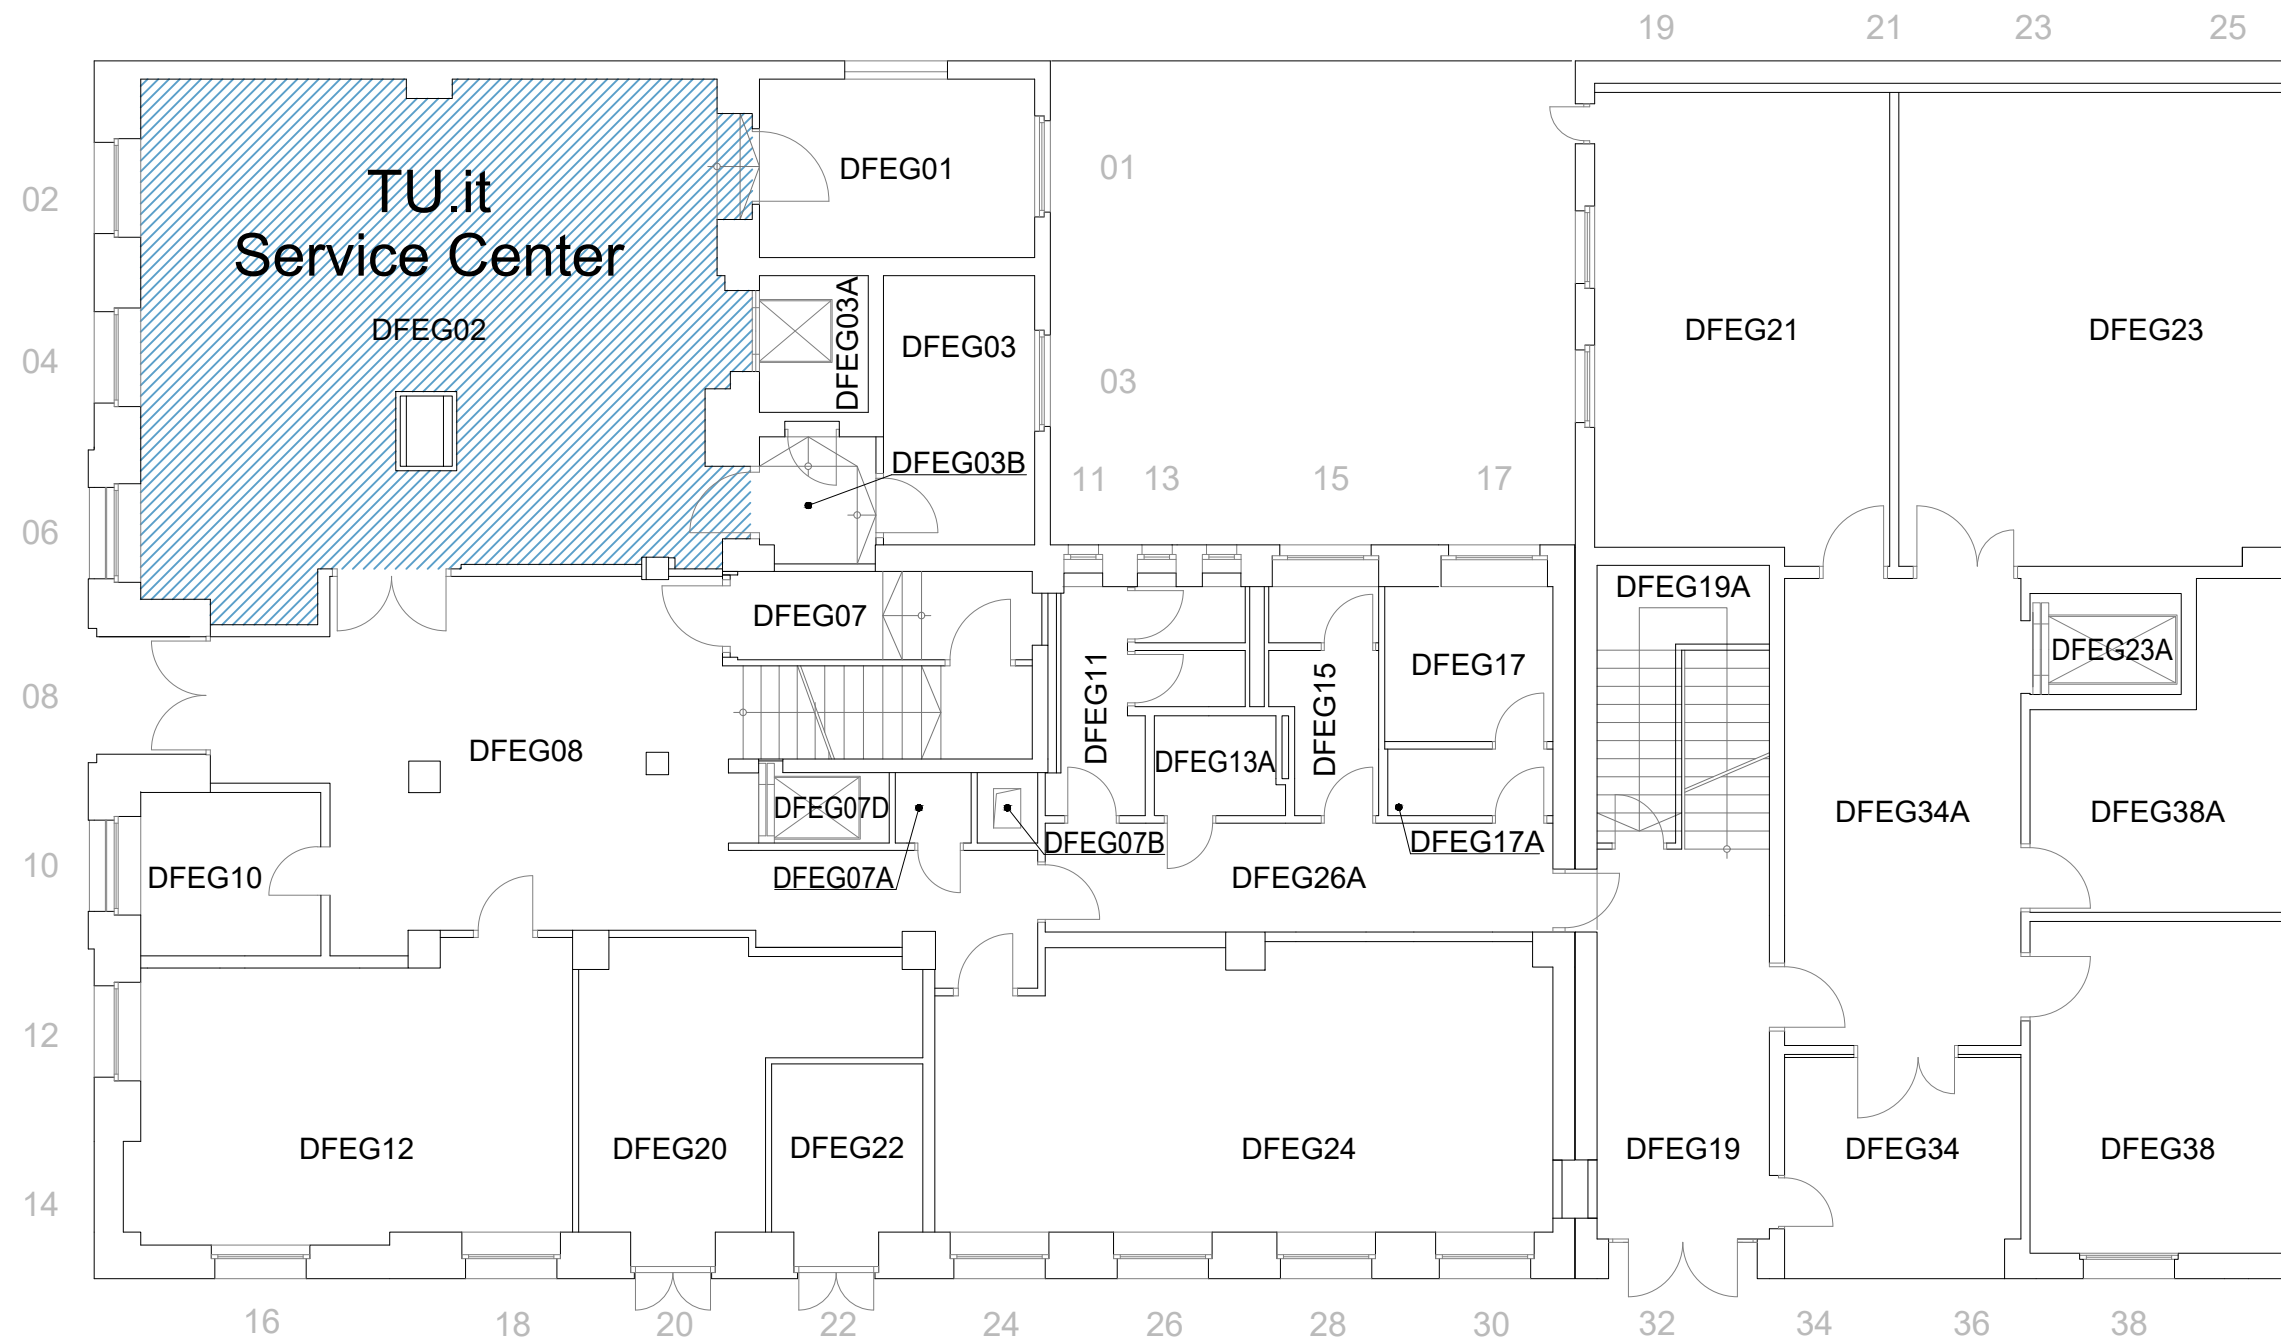 19
21
23
25
TU.it
Service Center
DFEG02
DFEG01
01
02
DFEG03A
DFEG03
DFEG21
DFEG23
04
03
DFEG03B
11
13
15
17
06
DFEG07
DFEG19A
DFEG11
DFEG15
DFEG17
DFEG23A
08
DFEG08
DFEG13A
DFEG07D
DFEG34A
DFEG38A
DFEG07B
DFEG17A
10
DFEG10
DFEG07A
DFEG26A
12
DFEG12
DFEG20
DFEG22
DFEG24
DFEG19
DFEG34
DFEG38
14
16
18
20
22
24
26
28
30
32
34
36
38